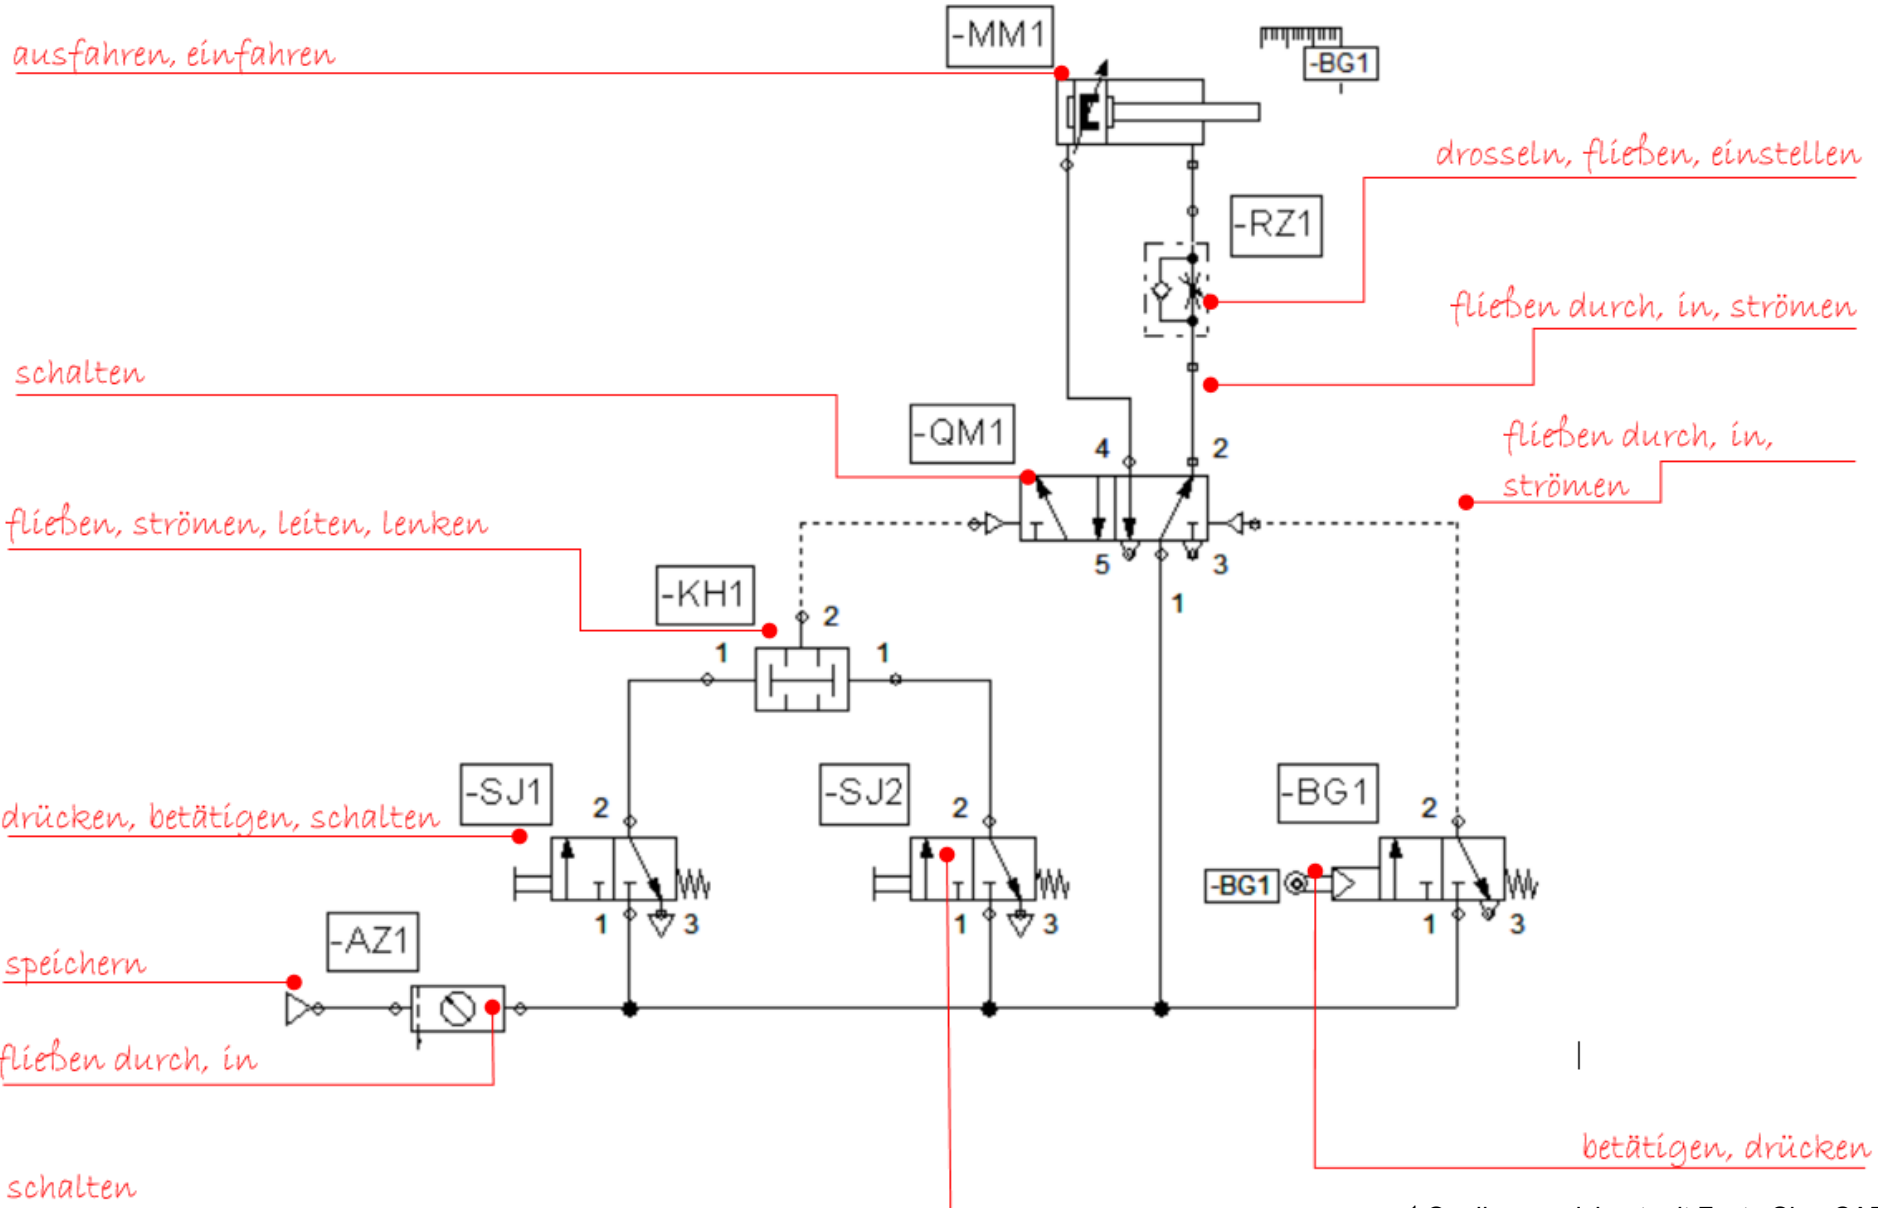 -MM1
-BG1
ausfahren, einfahren
drosseln, fließen, einstellen
-RZ1
fließen durch, in, strömen
schalten
-QM1
4
2
fließen durch, in,
strömen
fließen, strömen, leiten, lenken
5
3
1
-KH1
2
1
1
-SJ1
-SJ2
-BG1
2
2
2
drücken, betätigen, schalten
-BG1
1
3
1
3
1
3
-AZ1
speichern
fließen durch, in
betätigen, drücken
schalten